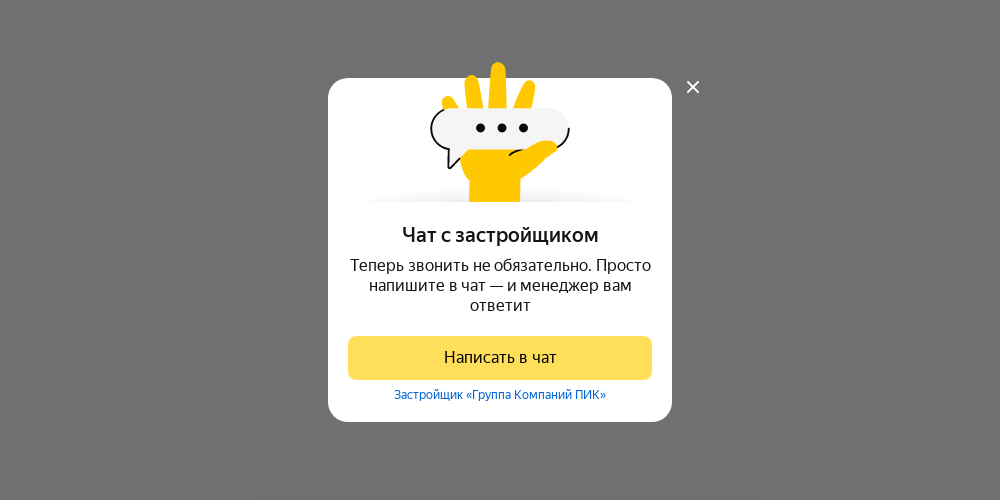 Чат с застройщиком
Теперь звонить не обязательно. Просто
напишите в чат — и менеджер вам
ответит
Написать в чат
Застройщик «Группа Компаний ПИК»